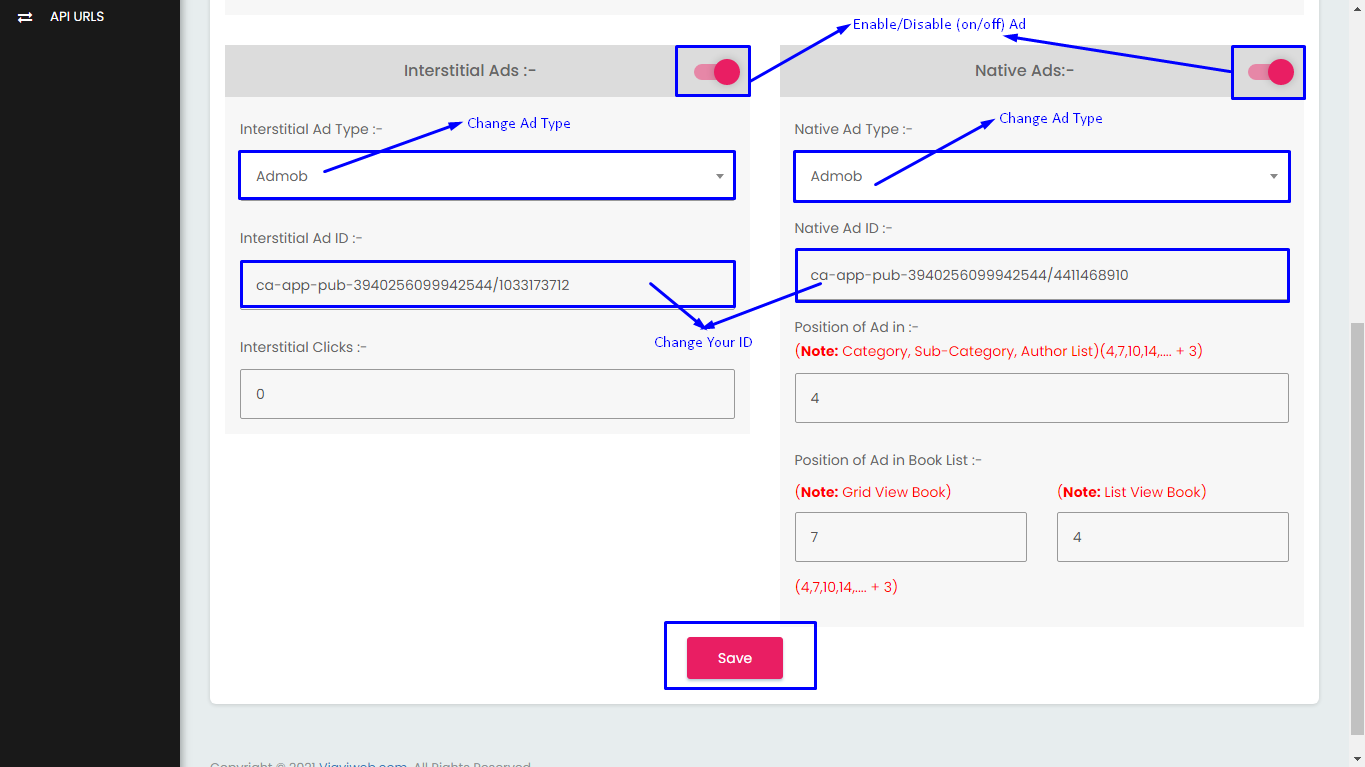 API URLS
Enable/Disable (on/off) Ad
Interstitial Ads :-
Interstitial Ad Type :-
Change Ad Type
Admob
Interstitial Ad ID :-
ca-app-pub-3940256099942544/1033173712
Change Your ID
Interstitial Clicks :-
0
Native Ads:-
Native Ad Type :-
Change Ad Type
Admob
Native Ad ID :-
ca-app-pub-3940256099942544/4411468910
Position of Ad in :-
(Note: Category, Sub-Category, Author List)(4,7,10,14,.... + 3)
4
Position of Ad in Book List :-
(Note: Grid View Book)
(Note: List View Book)
7
4
(4,7,10,14,.... + 3)
Save
Copyright © 2021 Viaviweb.com. All Rights Reserved.